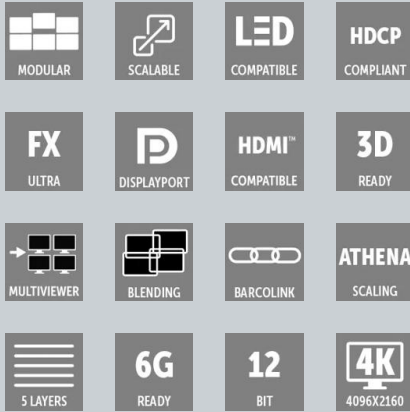 MODULAR
SCALABLE
LED
COMPATIBLE
HDCP
COMPLIANT
FX
ULTRA
DISPLAYPORT
HDMI™
COMPATIBLE
3D
READY
MULTIVIEWER
BLENDING
BARCOLINK
ATHENA
SCALING
5 LAYERS
6G
READY
12
BIT
4K
4096X2160